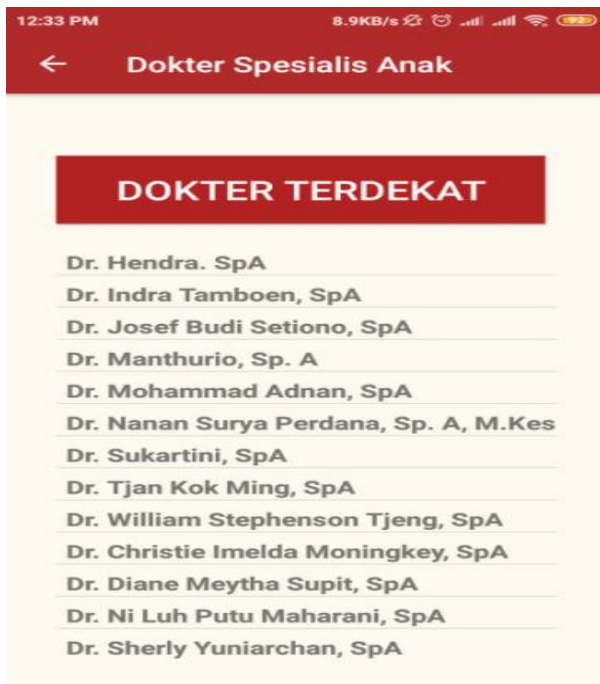 12:33 PM 8.9KB/s 92
Dokter Spesialis Anak
DOKTER TERDEKAT
Dr. Hendra. SpA
Dr. Indra Tamboen, SpA
Dr. Josef Budi Setiono, SpA
Dr. Manthurio, Sp. A
Dr. Mohammad Adnan, SpA
Dr. Nanan Surya Perdana, Sp. A, M.Kes
Dr. Sukartini, SpA
Dr. Tjan Kok Ming, SpA
Dr. William Stephenson Tjeng, SpA
Dr. Christie Imelda Moningkey, SpA
Dr. Diane Meytha Supit, SpA
Dr. Ni Luh Putu Maharani, SpA
Dr. Sherly Yuniarchan, SpA